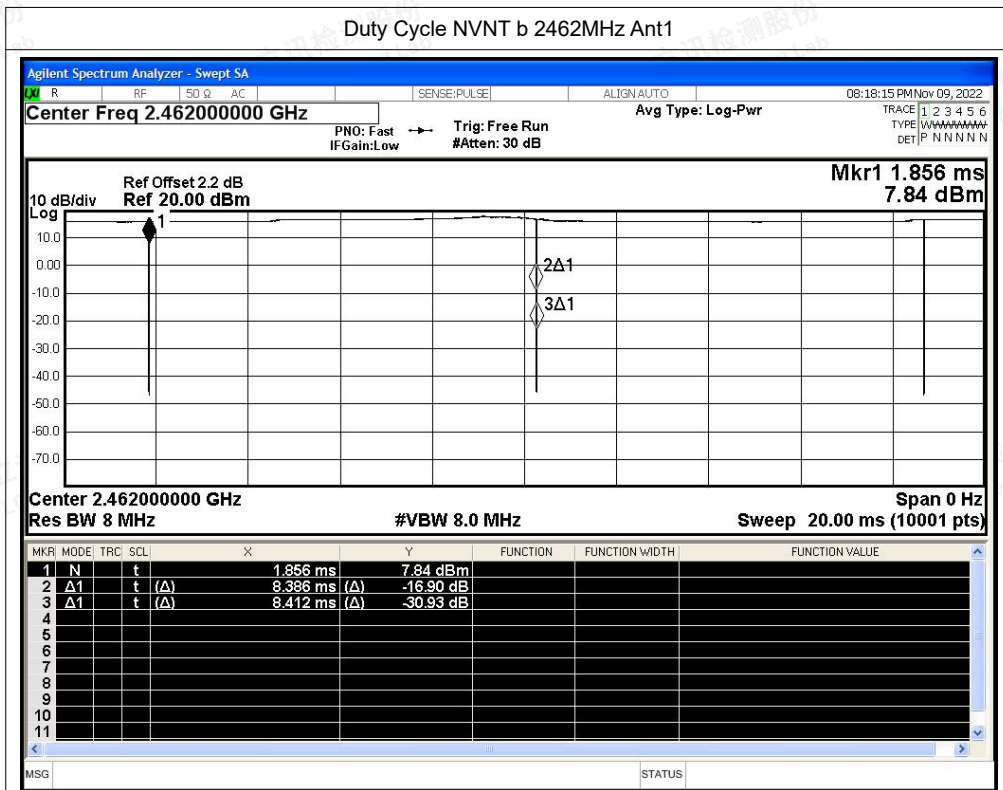 Duty Cycle NVNT b 2462MHz Ant1
Agilent Spectrum Analyzer - Swept SA
LXI R RF 50 Ω AC SENSE:PULSE ALIGN AUTO 08:18:15 PM Nov 09, 2022
Center Freq 2.462000000 GHz
PNO: Fast
IFGain:Low
Trig: Free Run
#Atten: 30 dB
Avg Type: Log-Pwr
TRACE 1 2 3 4 5 6
TYPE WWWWWW
DET P N N N N N
Mkr1 1.856 ms
7.84 dBm
Ref Offset 2.2 dB
10 dB/div Ref 20.00 dBm
Log
1
10.0
0.00
2Δ1
-10.0
3Δ1
-20.0
-30.0
-40.0
-50.0
-60.0
-70.0
Center 2.462000000 GHz Span 0 Hz
Res BW 8 MHz #VBW 8.0 MHz Sweep 20.00 ms (10001 pts)
MKR MODE TRC SCL X Y FUNCTION FUNCTION WIDTH FUNCTION VALUE
1 N t 1.856 ms 7.84 dBm
2 Δ1 t (Δ) 8.386 ms (Δ) -16.90 dB
3 Δ1 t (Δ) 8.412 ms (Δ) -30.93 dB
4
5
6
7
8
9
10
11
MSG STATUS